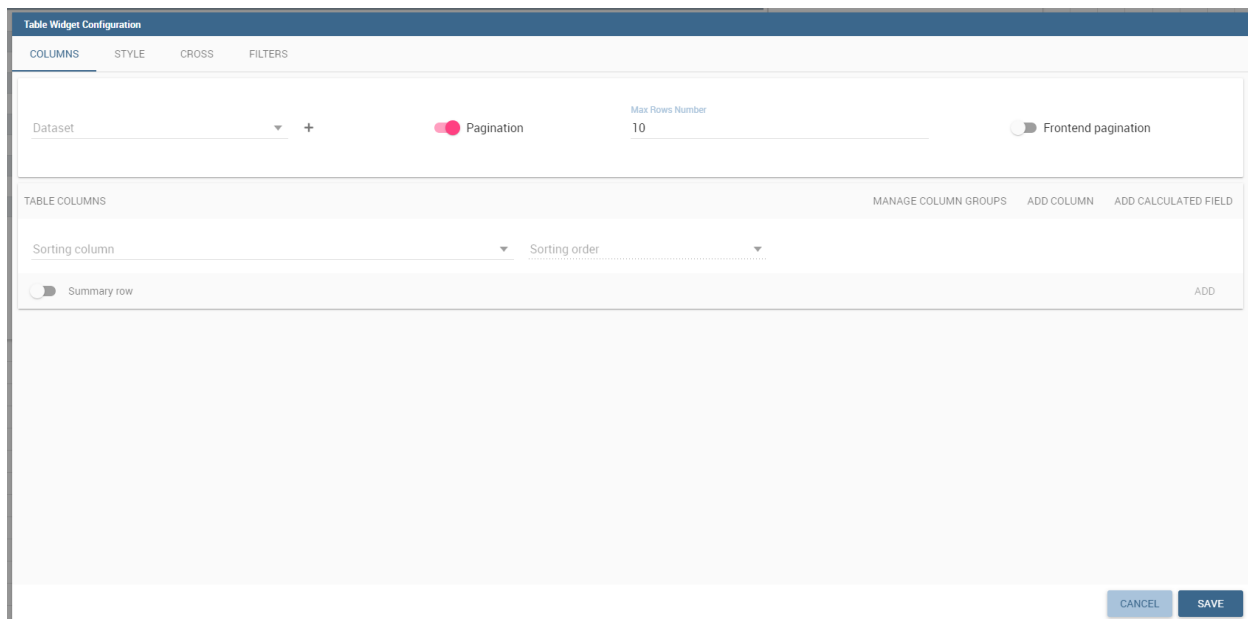 Table Widget Configuration
COLUMNS STYLE CROSS FILTERS
Max Rows Number
Dataset + Pagination 10 Frontend pagination
TABLE COLUMNS MANAGE COLUMN GROUPS ADD COLUMN ADD CALCULATED FIELD
Sorting column Sorting order
Summary row ADD
CANCEL SAVE